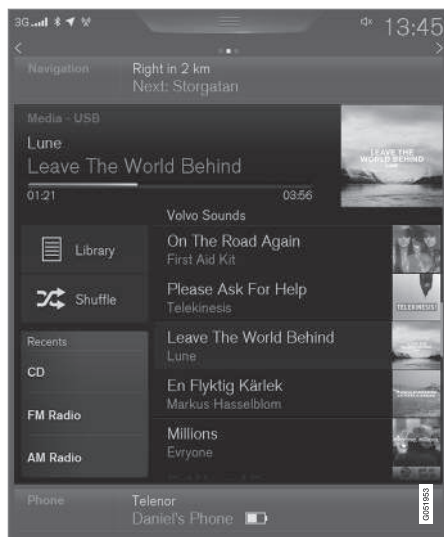 3G 13:45
Navigation
Right in 2 km
Next: Storgatan
Media - USB
Lune
Leave The World Behind
01:21 03:56
LEAVE THE
WORLD BEHIND
Volvo Sounds
Library
Shuffle
On The Road Again
First Aid Kit
Please Ask For Help
Telekinesis
TELEKINESIS!
Leave The World Behind
Lune
En Flyktig Kärlek
Markus Hasselblom
Millions
Evryone
Recents
CD
FM Radio
AM Radio
Phone
Telenor
Daniel's Phone
G051953